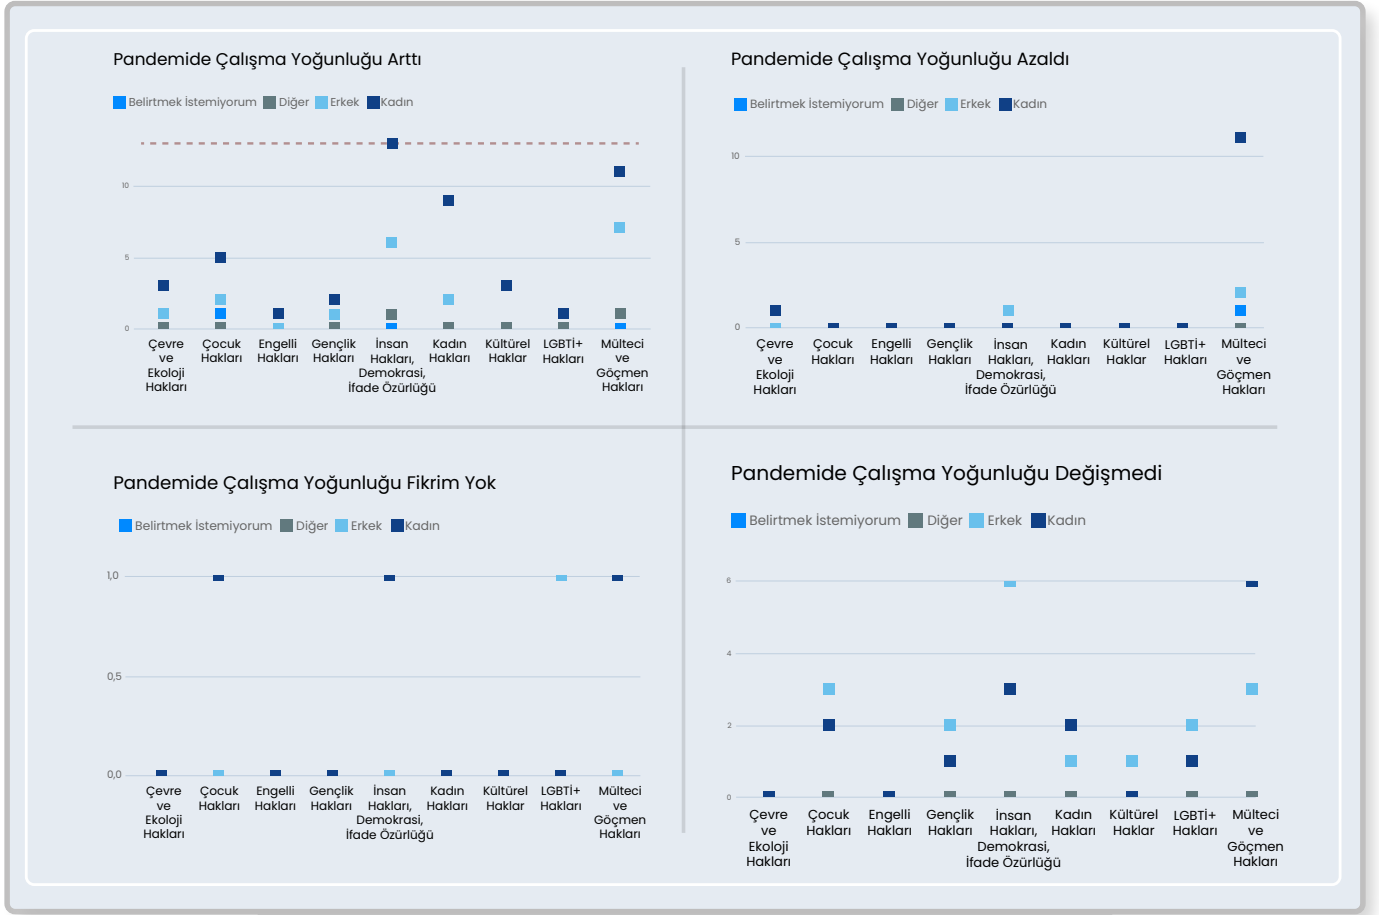 Pandemide Çalışma Yoğunluğu Arttı
Belirtmek İstemiyorum Diğer Erkek Kadın
10
5
0
Çevre ve Ekoloji Hakları
Çocuk Hakları
Engelli Hakları
Gençlik Hakları
İnsan Hakları, Demokrasi, İfade Özürlüğü
Kadın Hakları
Kültürel Haklar
LGBTİ+ Hakları
Mülteci ve Göçmen Hakları
Pandemide Çalışma Yoğunluğu Azaldı
Belirtmek İstemiyorum Diğer Erkek Kadın
10
5
0
Çevre ve Ekoloji Hakları
Çocuk Hakları
Engelli Hakları
Gençlik Hakları
İnsan Hakları, Demokrasi, İfade Özürlüğü
Kadın Hakları
Kültürel Haklar
LGBTİ+ Hakları
Mülteci ve Göçmen Hakları
Pandemide Çalışma Yoğunluğu Fikrim Yok
Belirtmek İstemiyorum Diğer Erkek Kadın
1,0
0,5
0,0
Çevre ve Ekoloji Hakları
Çocuk Hakları
Engelli Hakları
Gençlik Hakları
İnsan Hakları, Demokrasi, İfade Özürlüğü
Kadın Hakları
Kültürel Haklar
LGBTİ+ Hakları
Mülteci ve Göçmen Hakları
Pandemide Çalışma Yoğunluğu Değişmedi
Belirtmek İstemiyorum Diğer Erkek Kadın
6
4
2
0
Çevre ve Ekoloji Hakları
Çocuk Hakları
Engelli Hakları
Gençlik Hakları
İnsan Hakları, Demokrasi, İfade Özürlüğü
Kadın Hakları
Kültürel Haklar
LGBTİ+ Hakları
Mülteci ve Göçmen Hakları